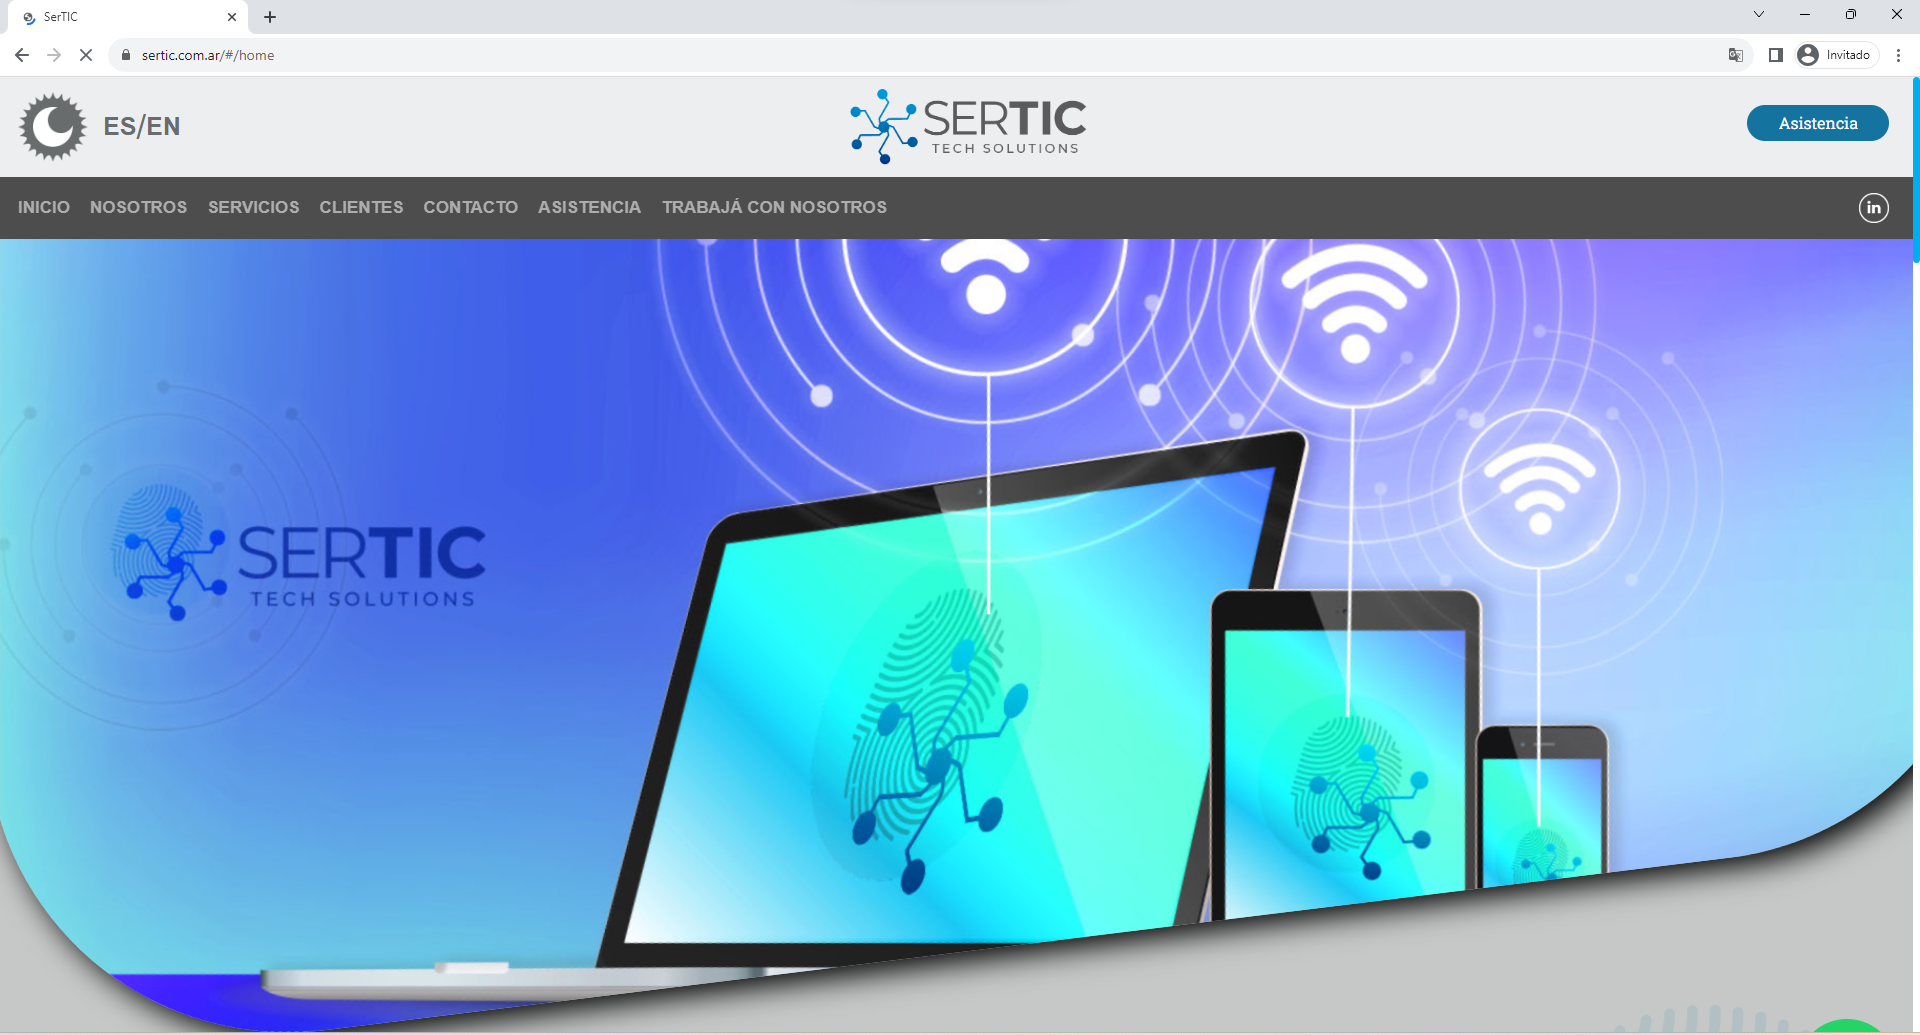 SerTIC
sertic.com.ar/#/home
Invitado
ES/EN
SERTIC
TECH SOLUTIONS
Asistencia
INICIO NOSOTROS SERVICIOS CLIENTES CONTACTO ASISTENCIA TRABAJÁ CON NOSOTROS
in
SERTIC
TECH SOLUTIONS